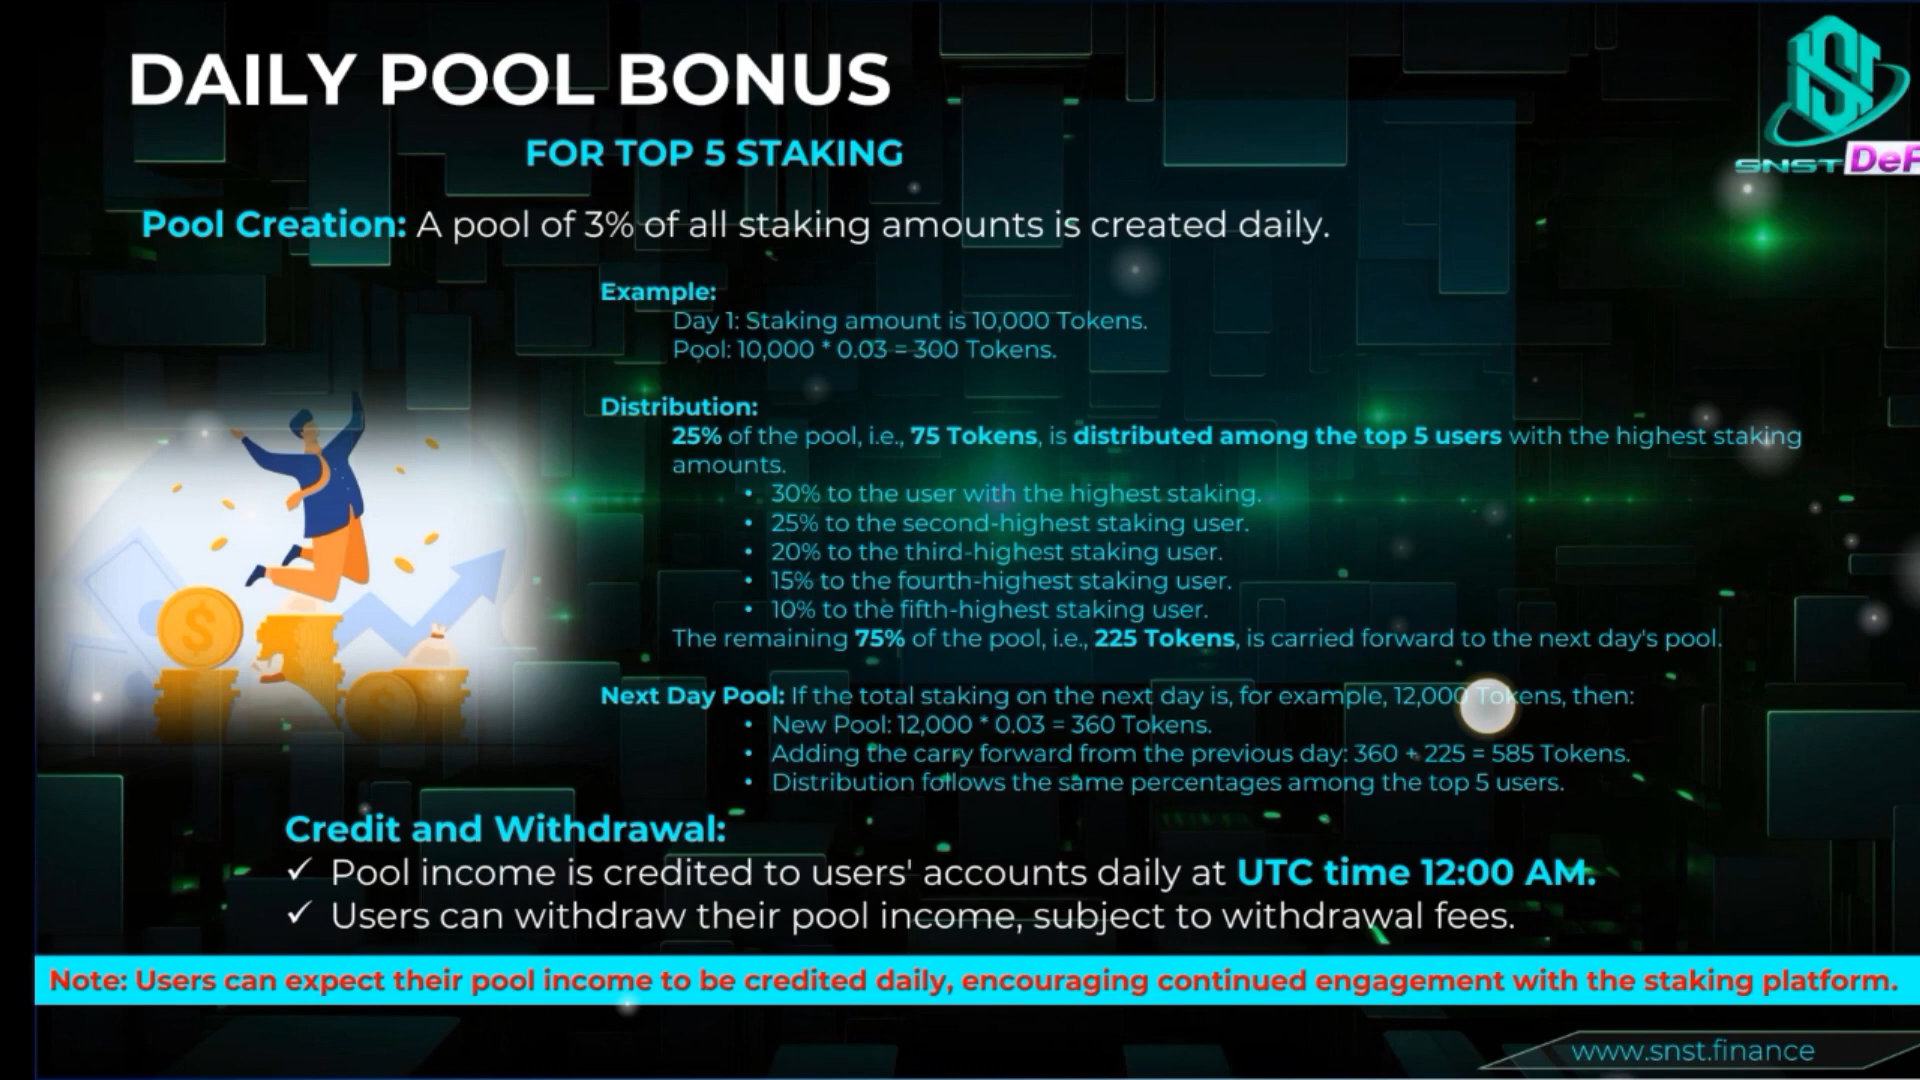 DAILY POOL BONUS
FOR TOP 5 STAKING
SNST DeF
Pool Creation: A pool of 3% of all staking amounts is created daily.
Example:
Day 1: Staking amount is 10,000 Tokens.
Pool: 10,000 * 0.03 = 300 Tokens.
Distribution:
25% of the pool, i.e., 75 Tokens, is distributed among the top 5 users with the highest staking
amounts.
• 30% to the user with the highest staking.
• 25% to the second-highest staking user.
• 20% to the third-highest staking user.
• 15% to the fourth-highest staking user.
• 10% to the fifth-highest staking user.
The remaining 75% of the pool, i.e., 225 Tokens, is carried forward to the next day's pool.
Next Day Pool: If the total staking on the next day is, for example, 12,000 Tokens, then:
• New Pool: 12,000 * 0.03 = 360 Tokens.
• Adding the carry forward from the previous day: 360 + 225 = 585 Tokens.
• Distribution follows the same percentages among the top 5 users.
Credit and Withdrawal:
✓ Pool income is credited to users' accounts daily at UTC time 12:00 AM.
✓ Users can withdraw their pool income, subject to withdrawal fees.
Note: Users can expect their pool income to be credited daily, encouraging continued engagement with the staking platform.
www.snst.finance